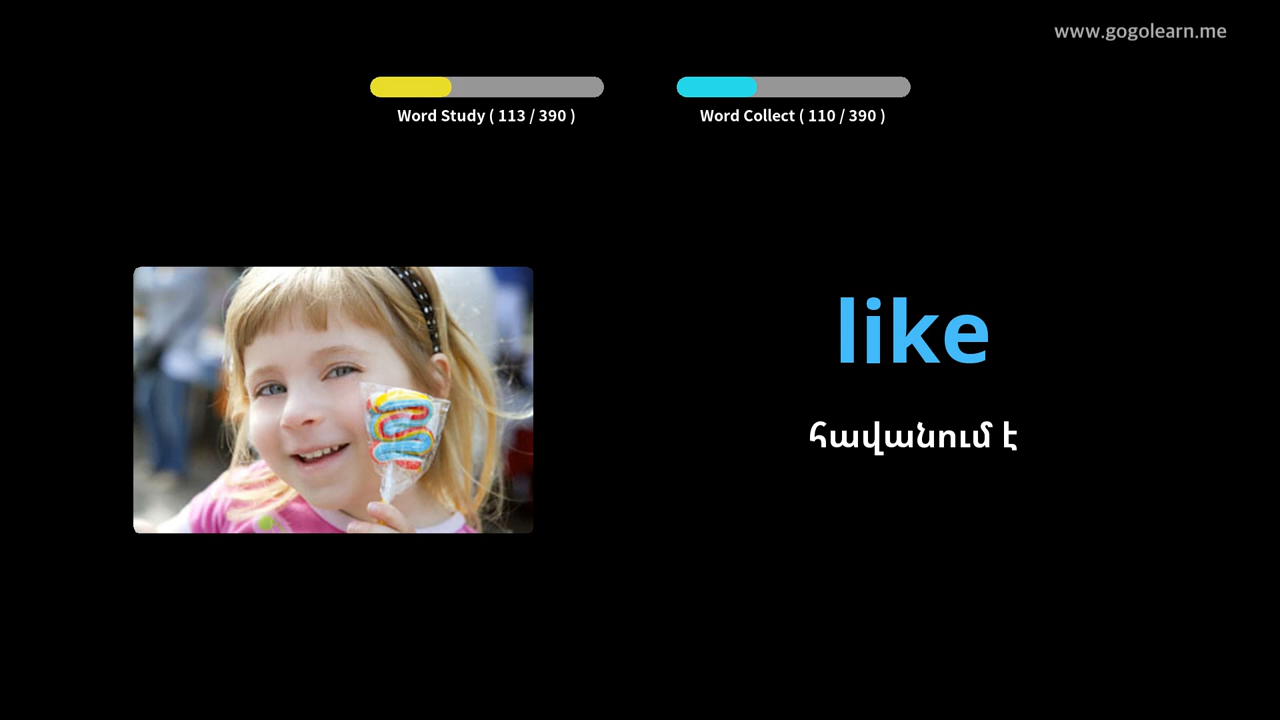 www.gogolearn.me
Word Study ( 113 / 390 )
Word Collect ( 110 / 390 )
like
հավանում է